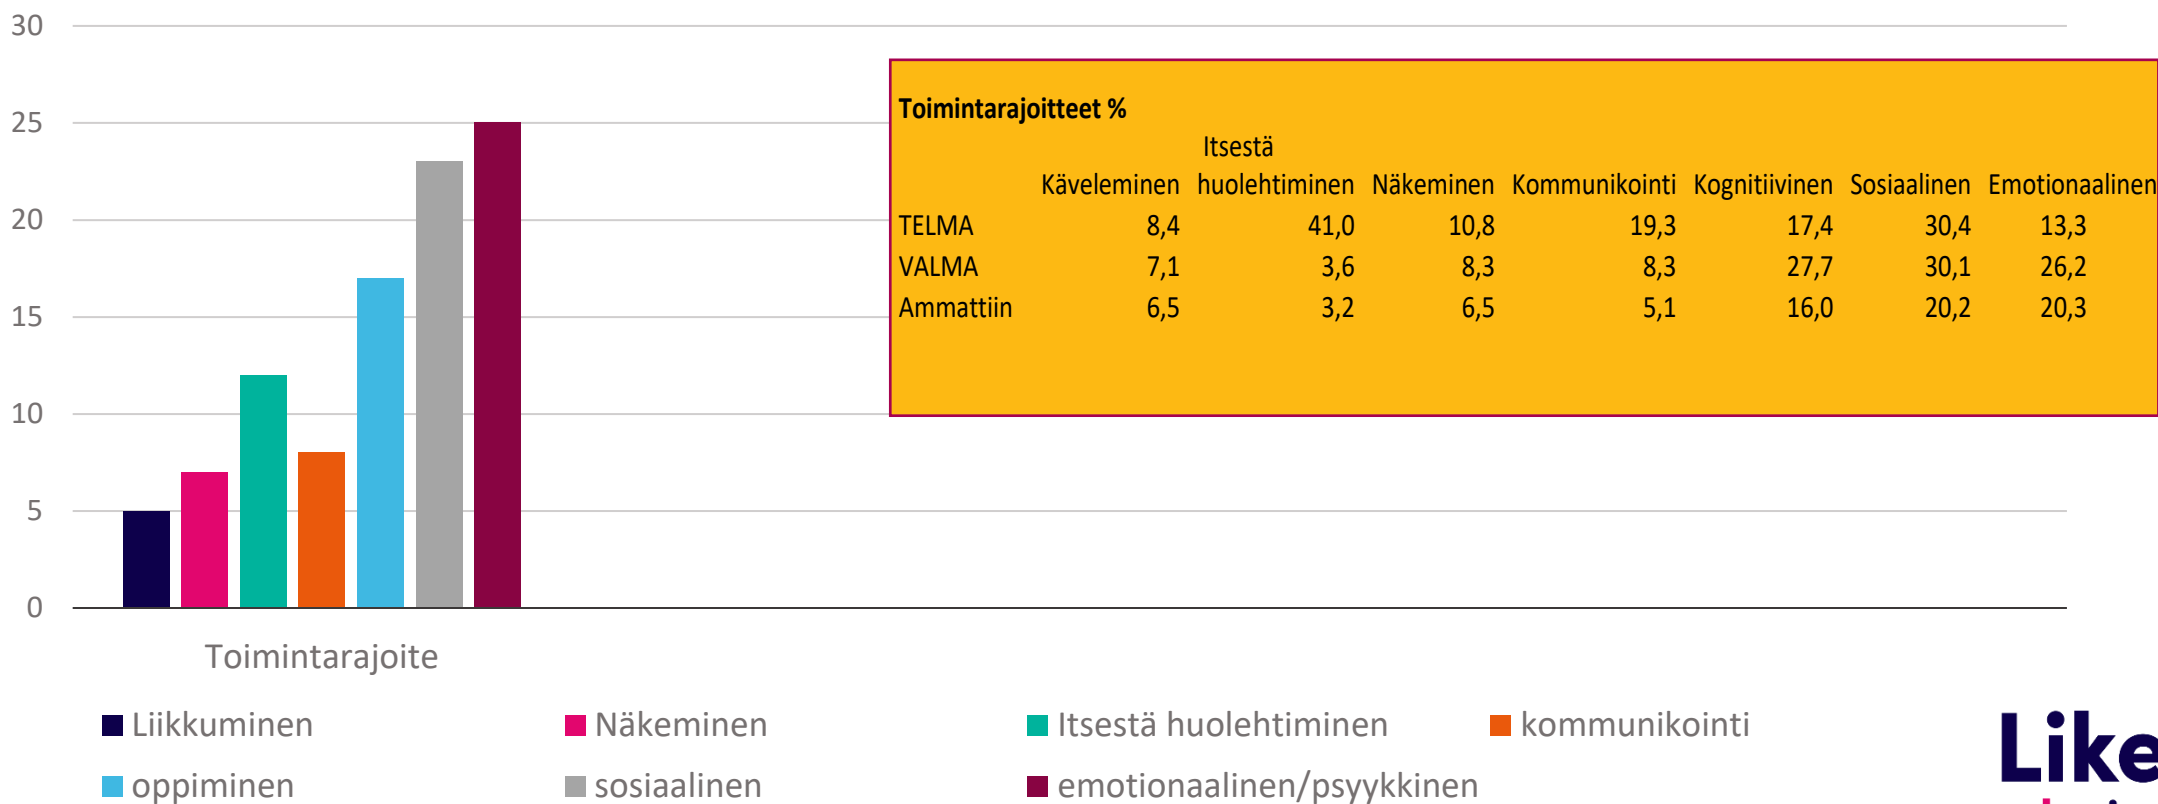 30
25
20
15
10
5
0
Toimintarajoite
Toimintarajoitteet %
Itsestä
Käveleminen huolehtiminen Näkeminen Kommunikointi Kognitiivinen Sosiaalinen Emotionaalinen
TELMA 8,4 41,0 10,8 19,3 17,4 30,4 13,3
VALMA 7,1 3,6 8,3 8,3 27,7 30,1 26,2
Ammattiin 6,5 3,2 6,5 5,1 16,0 20,2 20,3
Liikkuminen Näkeminen Itsestä huolehtiminen kommunikointi
oppiminen sosiaalinen emotionaalinen/psyykkinen
Like